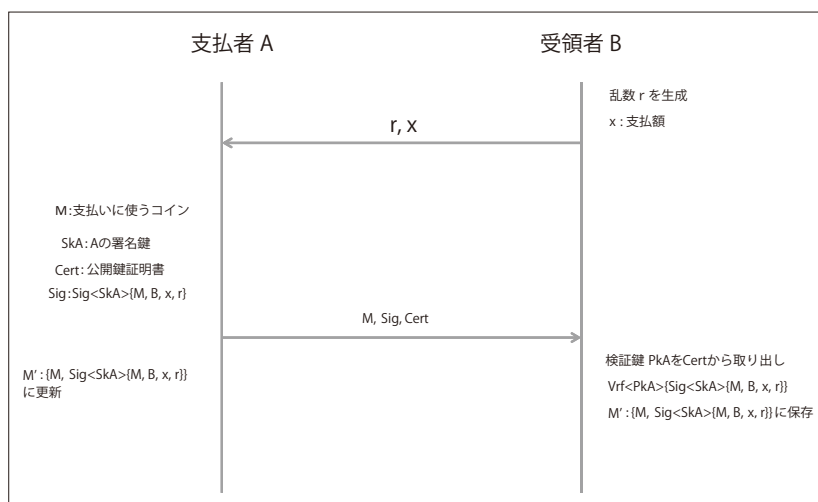 支払者 A
受領者 B
乱数 r を生成
x : 支払額
r, x
M:支払いに使うコイン
SkA:Aの署名鍵
Cert:公開鍵証明書
Sig:Sig<SkA>{M, B, x, r}
M, Sig, Cert
M':{M, Sig<SkA>{M, B, x, r}}
に更新
検証鍵 PkAをCertから取り出し
Vrf<PkA>{Sig<SkA>{M, B, x, r}}
M':{M, Sig<SkA>{M, B, x, r}}に保存